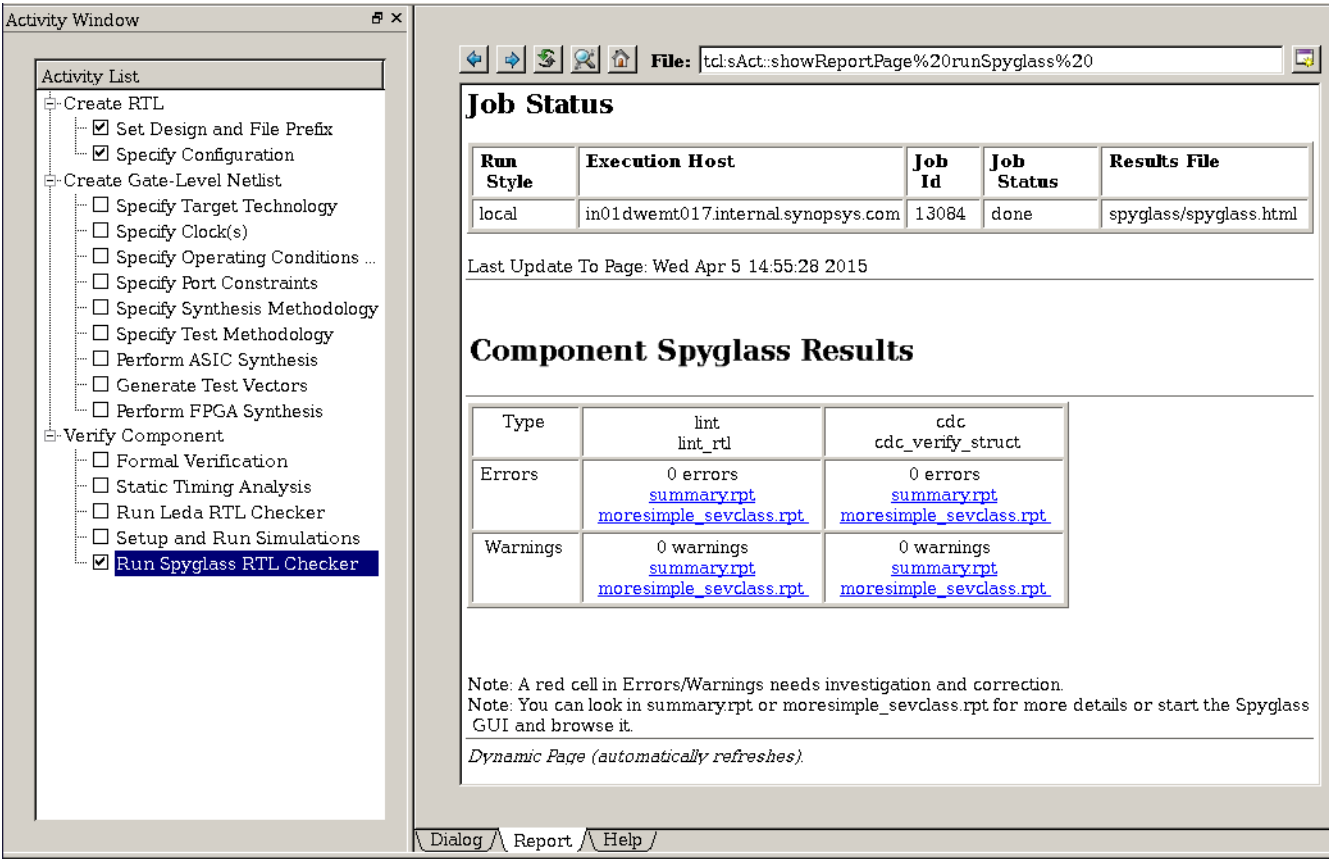 Activity Window
Activity List
Create RTL
Set Design and File Prefix
Specify Configuration
Create Gate-Level Netlist
Specify Target Technology
Specify Clock(s)
Specify Operating Conditions ...
Specify Port Constraints
Specify Synthesis Methodology
Specify Test Methodology
Perform ASIC Synthesis
Generate Test Vectors
Perform FPGA Synthesis
Verify Component
Formal Verification
Static Timing Analysis
Run Leda RTL Checker
Setup and Run Simulations
Run Spyglass RTL Checker
File: tcl:sAct::showReportPage%20runSpyglass%20
Job Status
Run Style Execution Host Job Id Job Status Results File
local in01dwemt017.internal.synopsys.com 13084 done spyglass/spyglass.html
Last Update To Page: Wed Apr 5 14:55:28 2015
Component Spyglass Results
Type lint cdc
lint_rtl cdc_verify_struct
Errors 0 errors 0 errors
summary.rpt summary.rpt
moresimple_sevclass.rpt moresimple_sevclass.rpt
Warnings 0 warnings 0 warnings
summary.rpt summary.rpt
moresimple_sevclass.rpt moresimple_sevclass.rpt
Note: A red cell in Errors/Warnings needs investigation and correction.
Note: You can look in summary.rpt or moresimple_sevclass.rpt for more details or start the Spyglass
GUI and browse it.
Dynamic Page (automatically refreshes).
Dialog Report Help